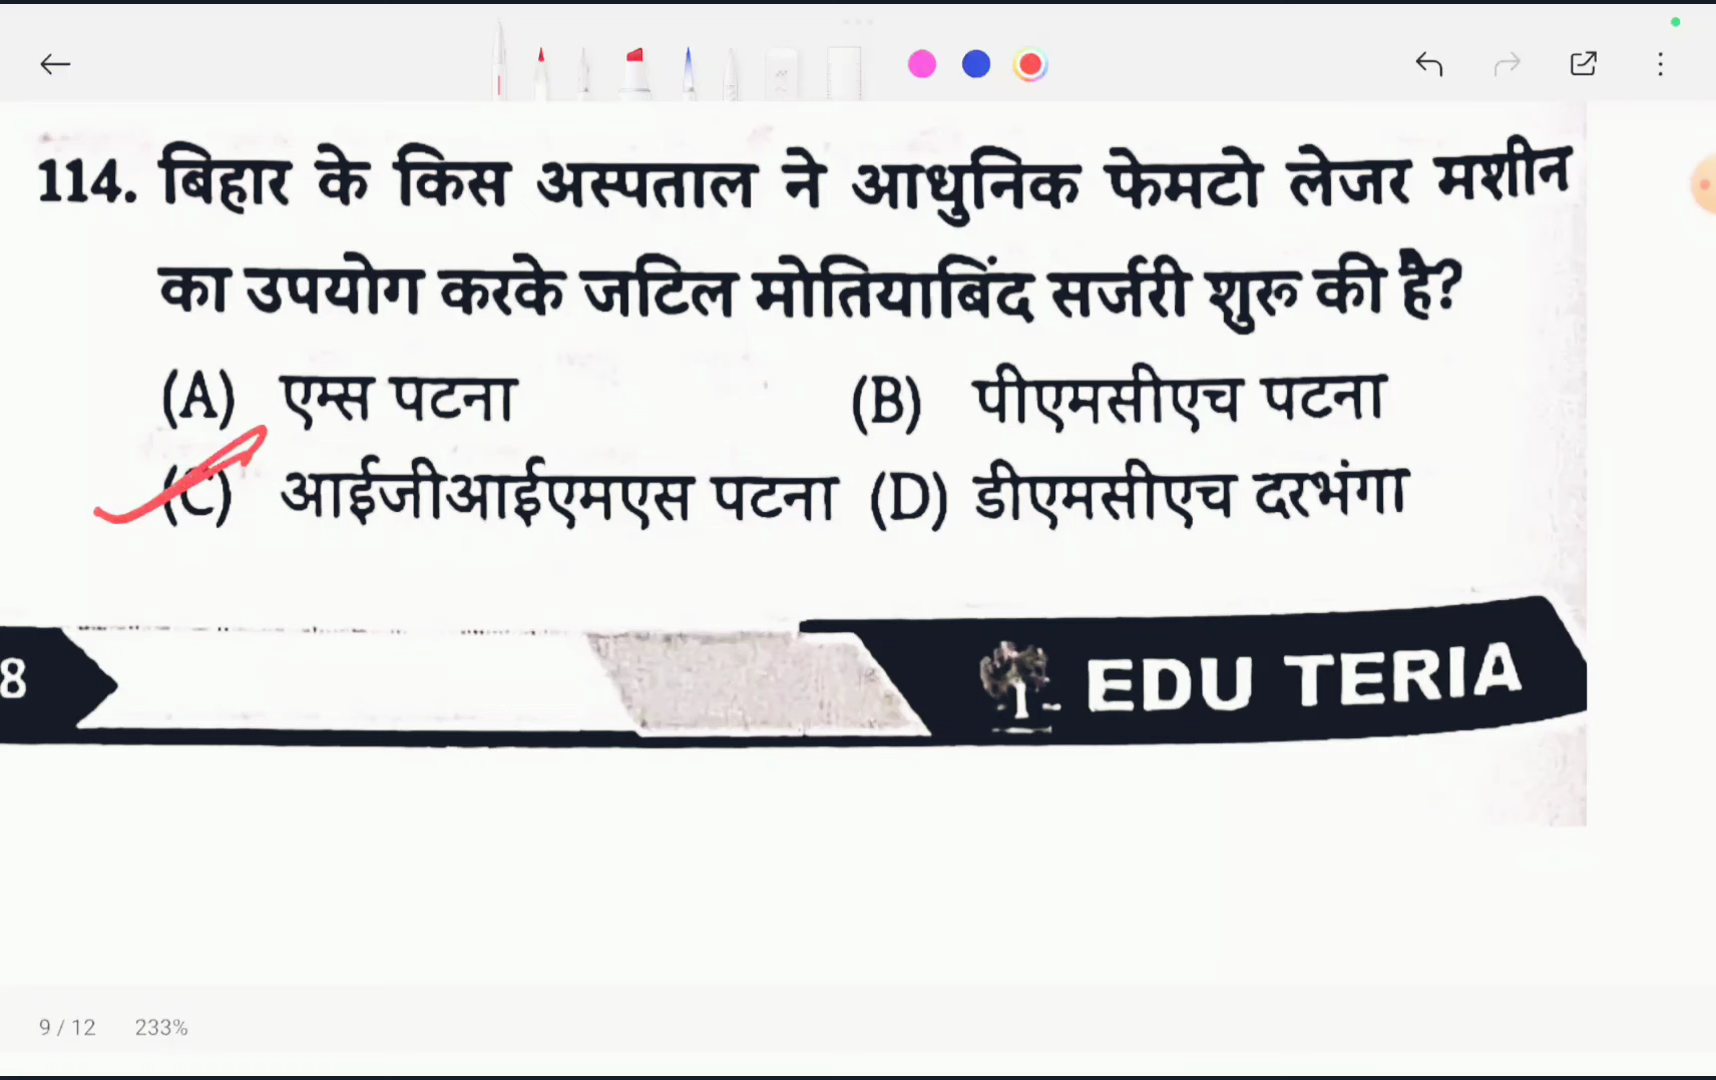 114. बिहार के किस अस्पताल ने आधुनिक फेमटो लेजर मशीन
का उपयोग करके जटिल मोतियाबिंद सर्जरी शुरू की है?
(A) एम्स पटना (B) पीएमसीएच पटना
(C) आईजीआईएमएस पटना (D) डीएमसीएच दरभंगा
8
EDU TERIA
9 / 12 233%